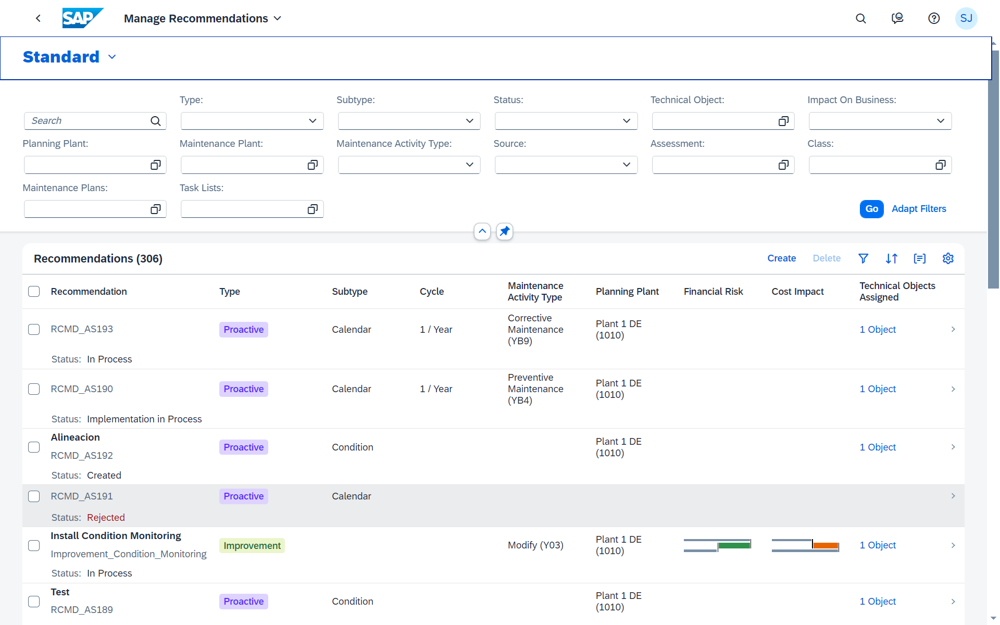 SAP Manage Recommendations SJ
Standard
Type: Subtype: Status: Technical Object: Impact On Business:
Search
Planning Plant: Maintenance Plant: Maintenance Activity Type: Source: Assessment: Class:
Maintenance Plans: Task Lists:
Go Adapt Filters
Recommendations (306) Create Delete
Recommendation Type Subtype Cycle Maintenance Activity Type Planning Plant Financial Risk Cost Impact Technical Objects Assigned
RCMD_AS193 Proactive Calendar 1 / Year Corrective Maintenance (YB9) Plant 1 DE (1010) 1 Object
Status: In Process
RCMD_AS190 Proactive Calendar 1 / Year Preventive Maintenance (YB4) Plant 1 DE (1010) 1 Object
Status: Implementation in Process
Alineacion
RCMD_AS192 Proactive Condition Plant 1 DE (1010) 1 Object
Status: Created
RCMD_AS191 Proactive Calendar
Status: Rejected
Install Condition Monitoring
Improvement_Condition_Monitoring Improvement Modify (Y03) Plant 1 DE (1010) 1 Object
Status: In Process
Test
RCMD_AS189 Proactive Condition Plant 1 DE (1010) 1 Object